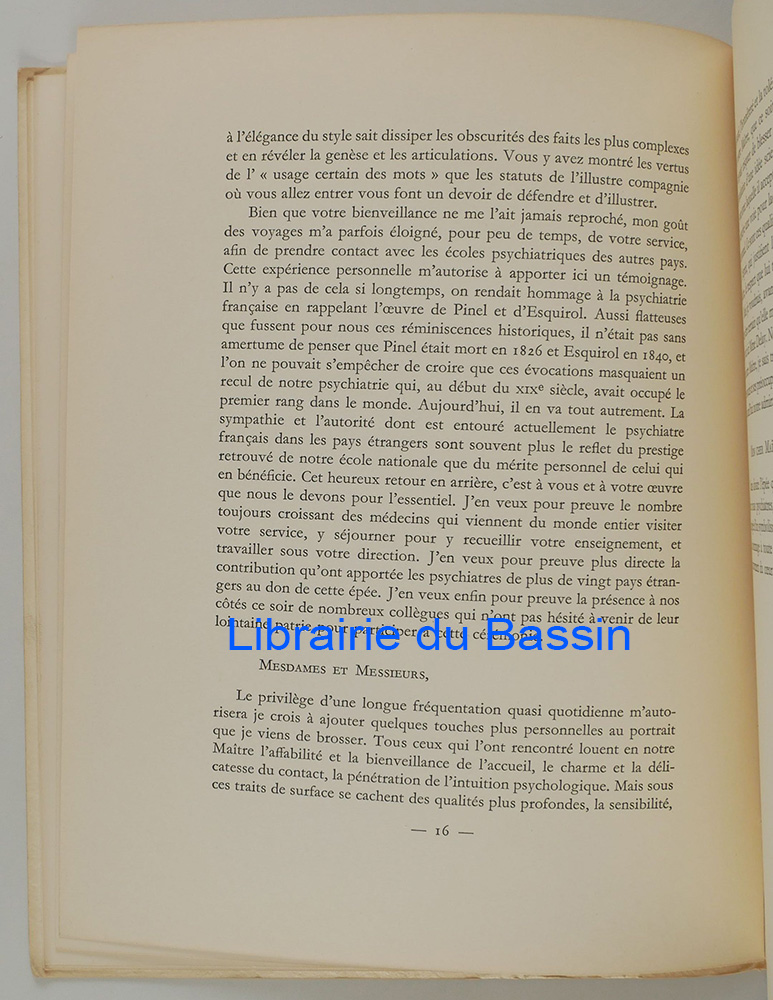 à l'élégance du style sait dissiper les obscurités des faits les plus complexes
et en révéler la genèse et les articulations. Vous y avez montré les vertus
de l' « usage certain des mots » que les statuts de l'illustre compagnie
où vous allez entrer vous font un devoir de défendre et d'illustrer.
Bien que votre bienveillance ne me l'ait jamais reproché, mon goût
des voyages m'a parfois éloigné, pour peu de temps, de votre service,
afin de prendre contact avec les écoles psychiatriques des autres pays.
Cette expérience personnelle m'autorise à apporter ici un témoignage.
Il n'y a pas de cela si longtemps, on rendait hommage à la psychiatrie
française en rappelant l'œuvre de Pinel et d'Esquirol. Aussi flatteuses
que fussent pour nous ces réminiscences historiques, il n'était pas sans
amertume de penser que Pinel était mort en 1826 et Esquirol en 1840, et
l'on ne pouvait s'empêcher de croire que ces évocations masquaient un
recul de notre psychiatrie qui, au début du XIXe siècle, avait occupé le
premier rang dans le monde. Aujourd'hui, il en va tout autrement. La
sympathie et l'autorité dont est entouré actuellement le psychiatre
français dans les pays étrangers sont souvent plus le reflet du prestige
retrouvé de notre école nationale que du mérite personnel de celui qui
en bénéficie. Cet heureux retour en arrière, c'est à vous et à votre œuvre
que nous le devons pour l'essentiel. J'en veux pour preuve le nombre
toujours croissant des médecins qui viennent du monde entier visiter
votre service, y séjourner pour y recueillir votre enseignement, et
travailler sous votre direction. J'en veux pour preuve plus directe la
contribution qu'ont apportée les psychiatres de plus de vingt pays étran-
gers au don de cette épée. J'en veux enfin pour preuve la présence à nos
côtés ce soir de nombreux collègues qui n'ont pas hésité à venir de leur
lointaine patrie pour participer à cette cérémonie.
Librairie du Bassin
MESDAMES ET MESSIEURS,
Le privilège d'une longue fréquentation quasi quotidienne m'auto-
risera je crois à ajouter quelques touches plus personnelles au portrait
que je viens de brosser. Tous ceux qui l'ont rencontré louent en notre
Maître l'affabilité et la bienveillance de l'accueil, le charme et la déli-
catesse du contact, la pénétration de l'intuition psychologique. Mais sous
ces traits de surface se cachent des qualités plus profondes, la sensibilité,
— 16 —